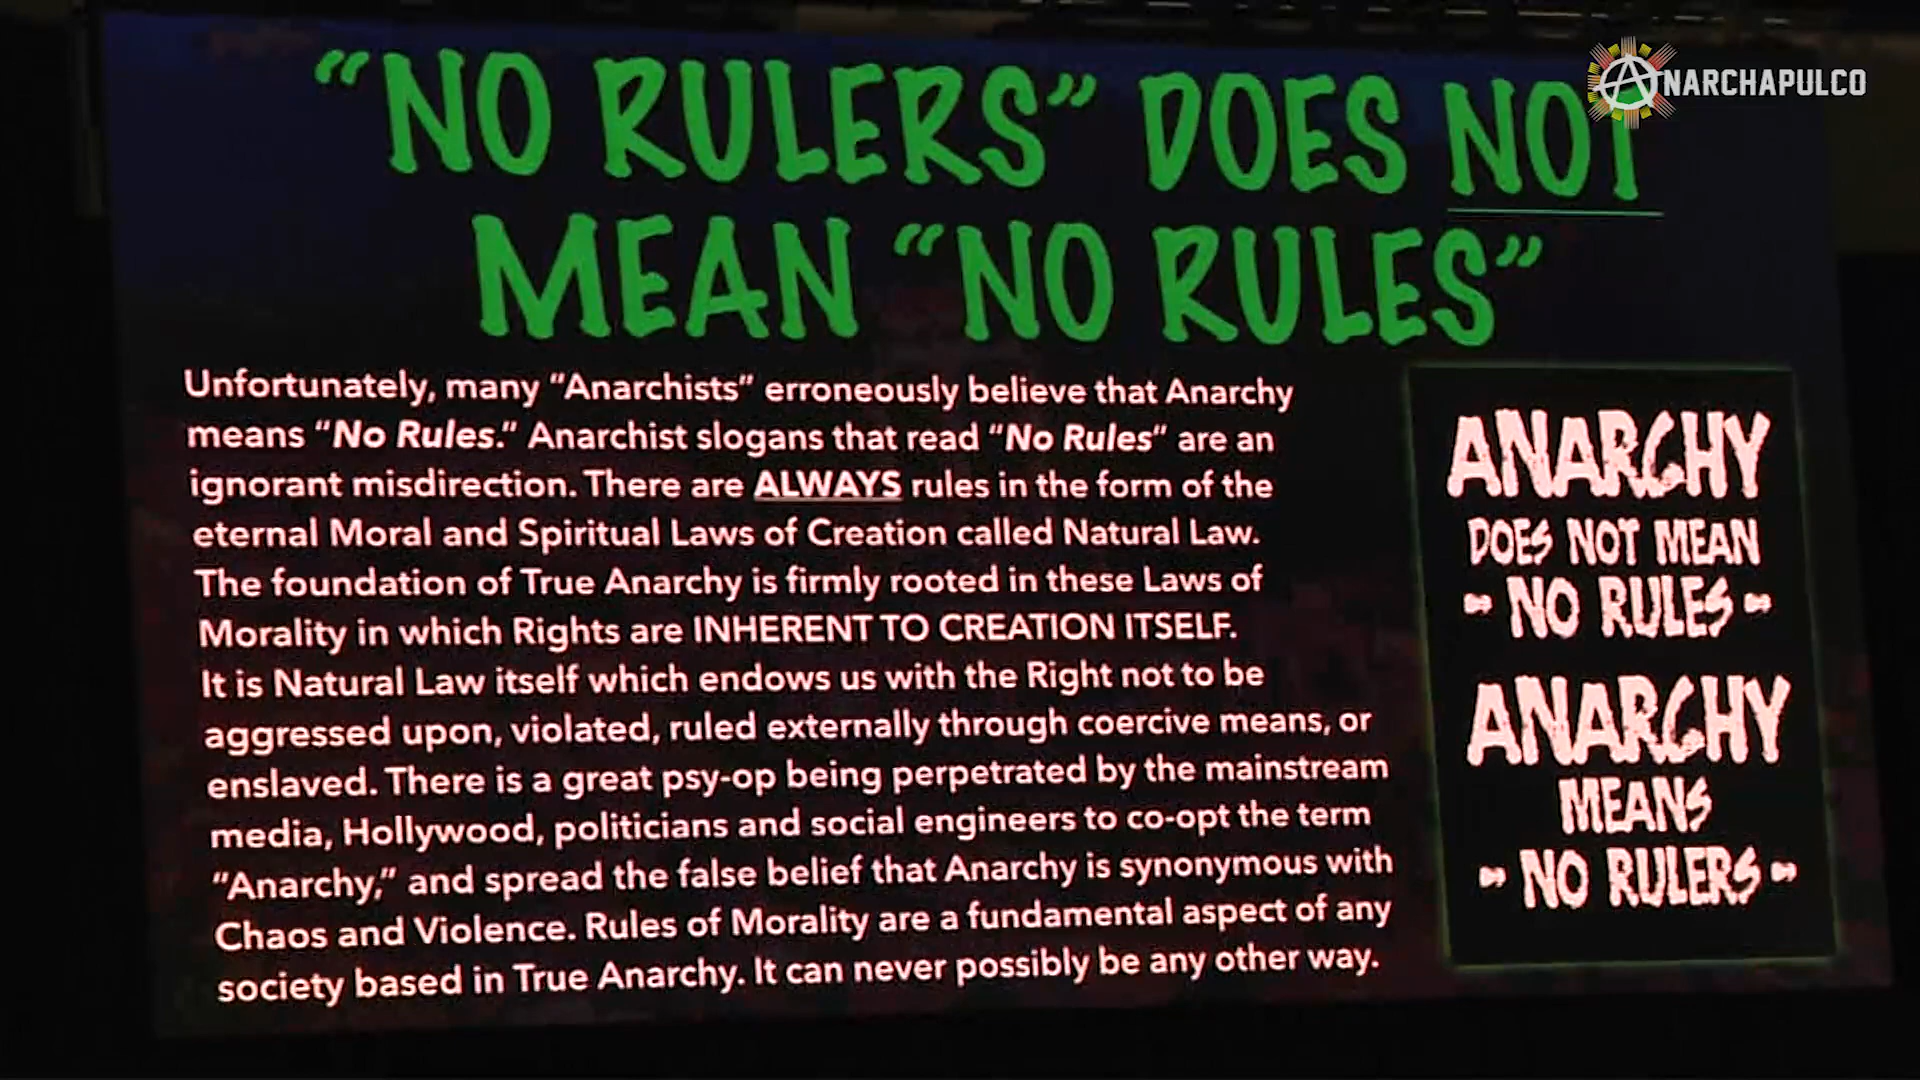 “NO RULERS” DOES NOT
MEAN “NO RULES”
NARCHAPULCO
Unfortunately, many “Anarchists” erroneously believe that Anarchy
means “No Rules.” Anarchist slogans that read “No Rules” are an
ignorant misdirection. There are ALWAYS rules in the form of the
eternal Moral and Spiritual Laws of Creation called Natural Law.
The foundation of True Anarchy is firmly rooted in these Laws of
Morality in which Rights are INHERENT TO CREATION ITSELF.
It is Natural Law itself which endows us with the Right not to be
aggressed upon, violated, ruled externally through coercive means, or
enslaved. There is a great psy-op being perpetrated by the mainstream
media, Hollywood, politicians and social engineers to co-opt the term
“Anarchy,” and spread the false belief that Anarchy is synonymous with
Chaos and Violence. Rules of Morality are a fundamental aspect of any
society based in True Anarchy. It can never possibly be any other way.
ANARCHY
DOES NOT MEAN
- NO RULES -
ANARCHY
MEANS
- NO RULERS -